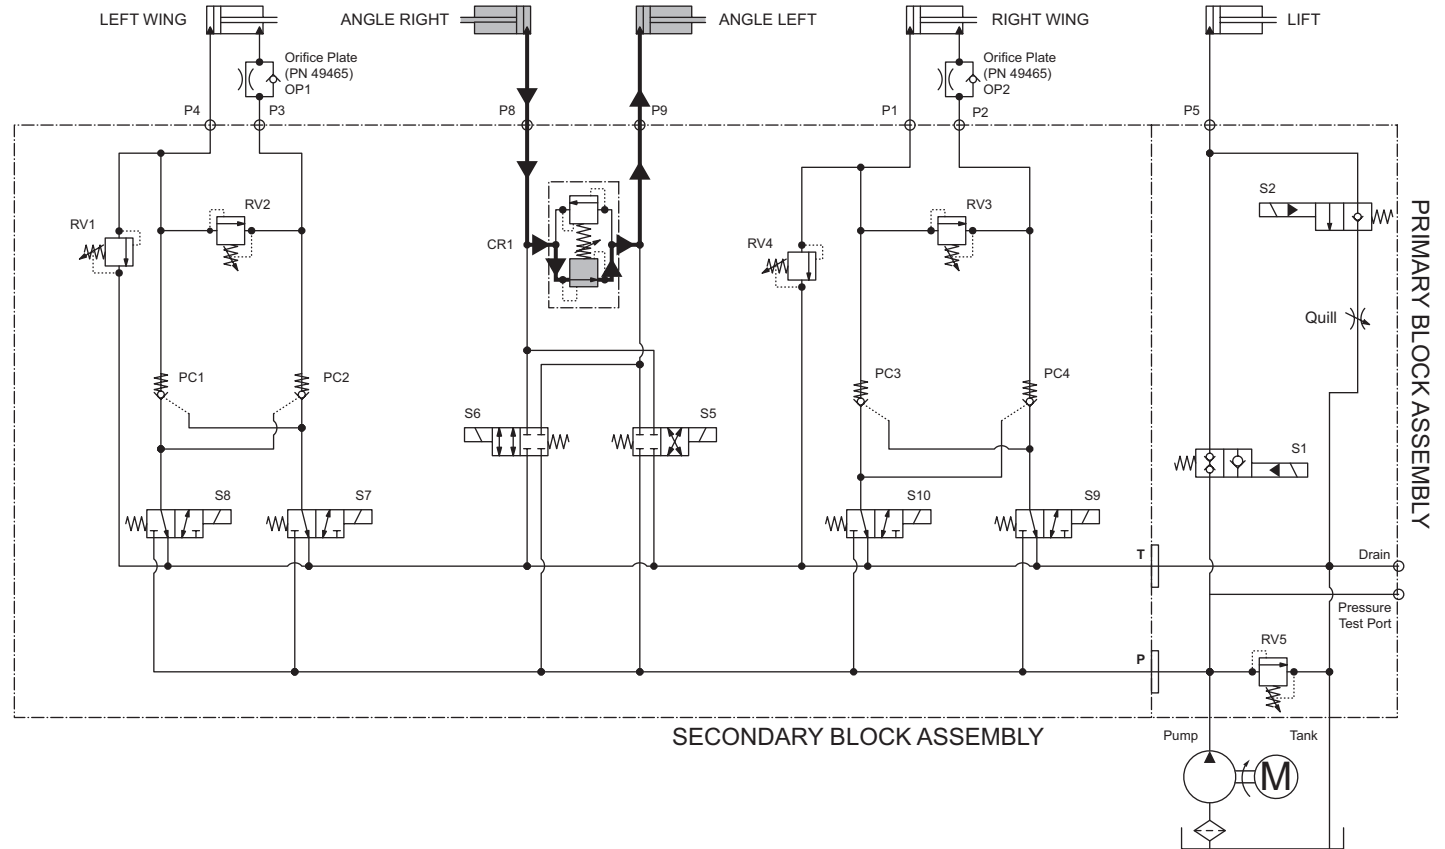 LEFT WING
ANGLE RIGHT
ANGLE LEFT
RIGHT WING
LIFT
Orifice Plate
(PN 49465)
OP1
Orifice Plate
(PN 49465)
OP2
P4
P3
P8
P9
P1
P2
P5
RV1
RV2
CR1
RV4
RV3
S2
Quill
PC1
PC2
PC3
PC4
S6
S5
S1
S8
S7
S10
S9
T
Drain
Pressure
Test Port
P
RV5
PRIMARY BLOCK ASSEMBLY
SECONDARY BLOCK ASSEMBLY
Pump
Tank
M